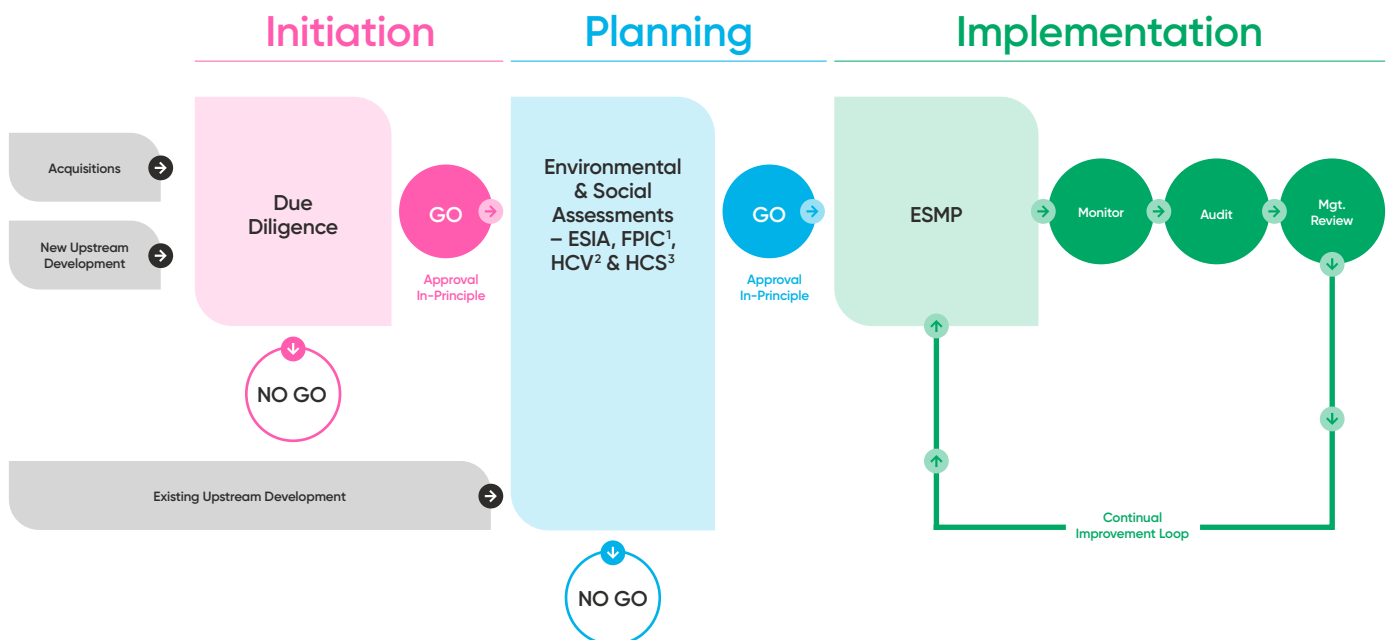 Initiation
Planning
Implementation
Acquisitions
New Upstream
Development
Due
Diligence
GO
Approval
In-Principle
NO GO
Environmental
& Social
Assessments
– ESIA, FPIC¹,
HCV² & HCS³
GO
Approval
In-Principle
ESMP
Monitor
Audit
Mgt.
Review
Existing Upstream Development
Continual
Improvement Loop
NO GO